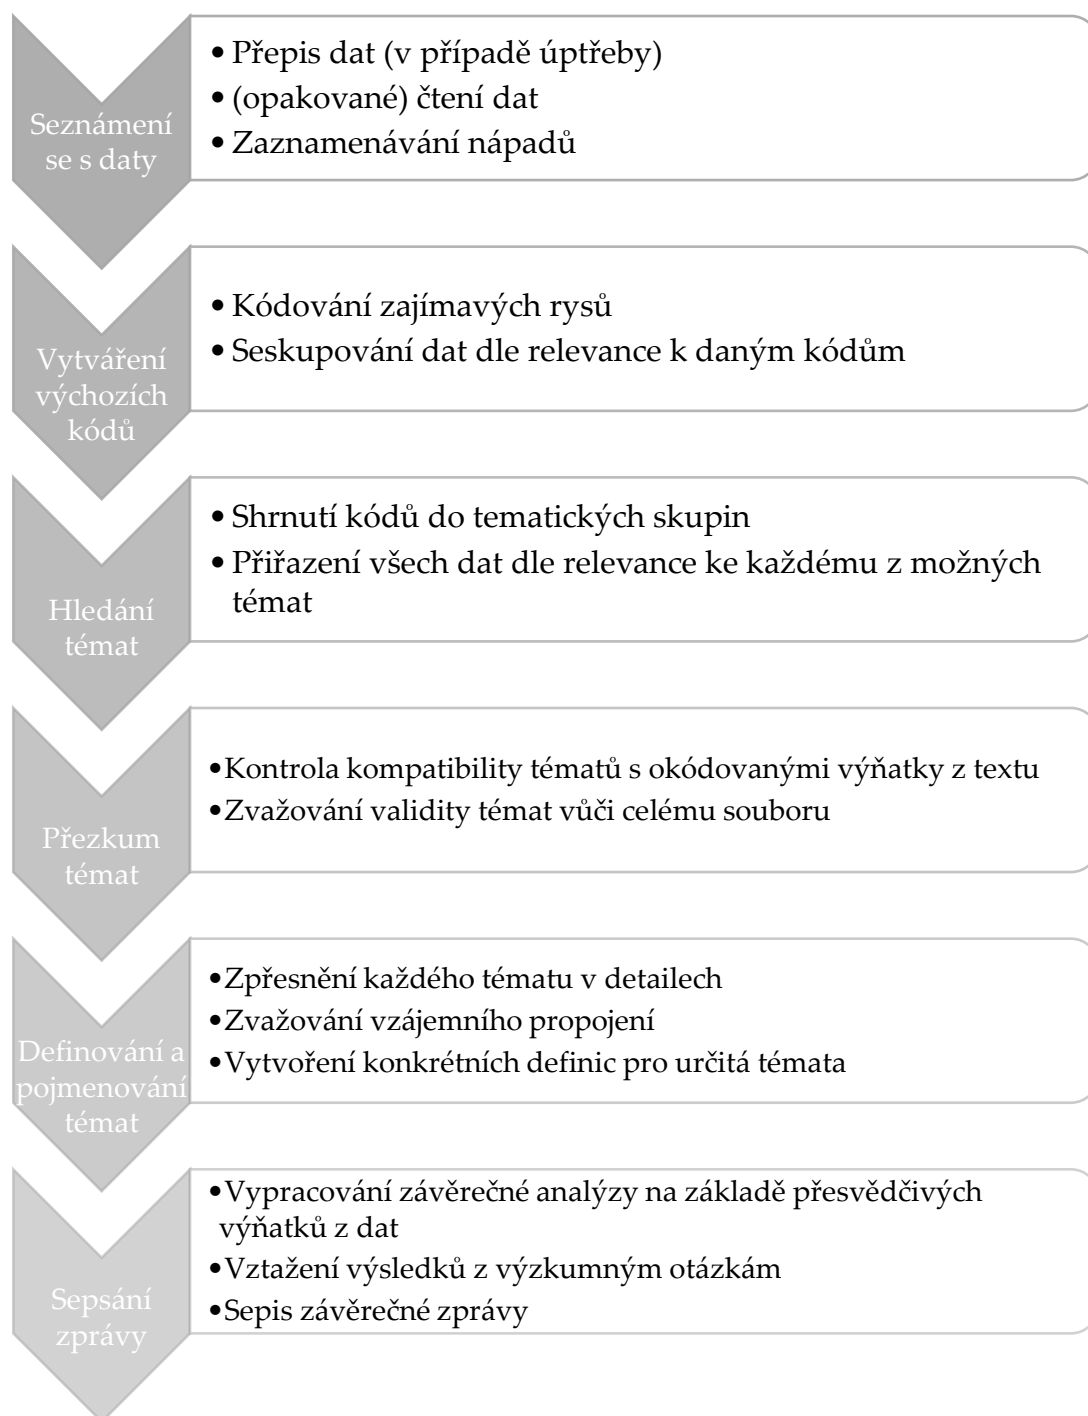 Seznámení
se s daty
• Přepis dat (v případě úptřeby)
• (opakované) čtení dat
• Zaznamenávání nápadů
Vytváření
výchozích
kódů
• Kódování zajímavých rysů
• Seskupování dat dle relevance k daným kódům
Hledání
témat
• Shrnutí kódů do tematických skupin
• Přiřazení všech dat dle relevance ke každému z možných
témat
Přezkum
témat
•Kontrola kompatibility tématů s okódovanými výňatky z textu
•Zvažování validity témat vůči celému souboru
Definování a
pojmenování
témat
•Zpřesnění každého tématu v detailech
•Zvažování vzájemního propojení
•Vytvoření konkrétních definic pro určitá témata
Sepsání
zprávy
•Vypracování závěrečné analýzy na základě přesvědčivých
výňatků z dat
•Vztažení výsledků z výzkumným otázkám
•Sepis závěrečné zprávy